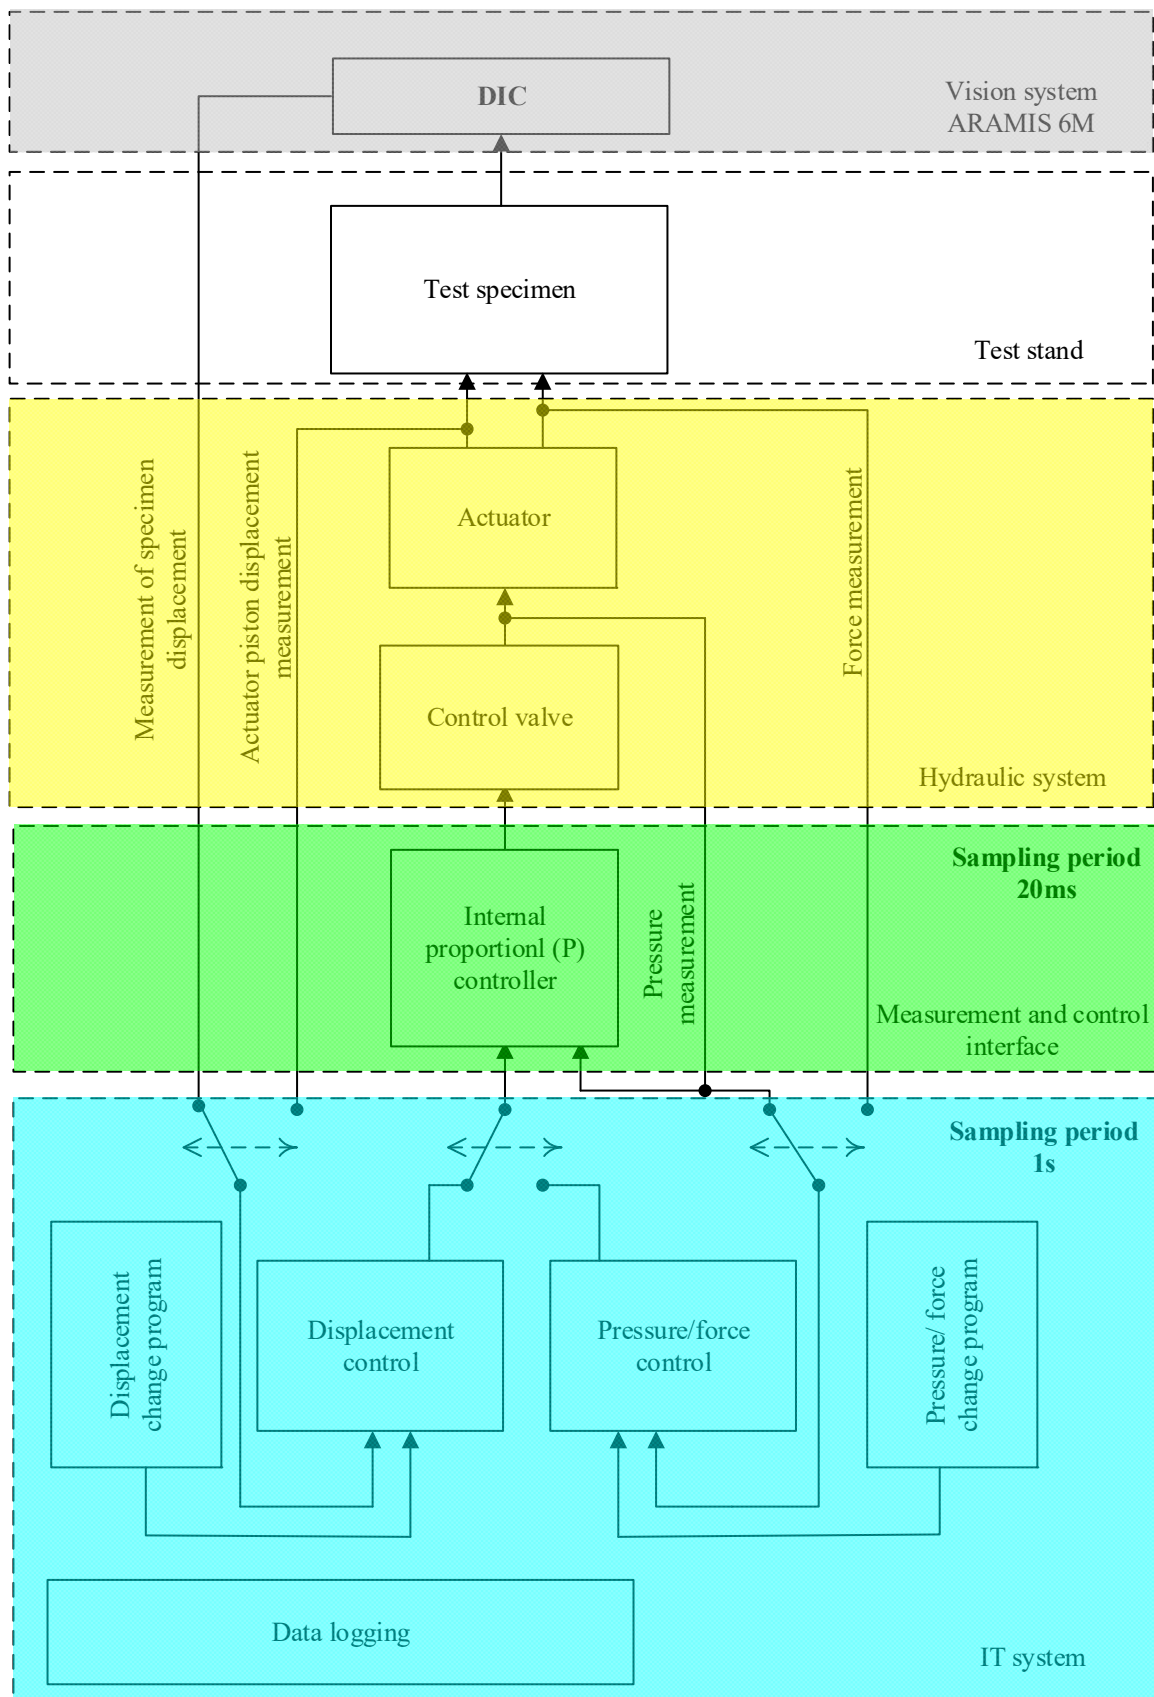 DIC
Vision system
ARAMIS 6M
Test specimen
Test stand
Measurement of specimen
displacement
Actuator piston displacement
measurement
Actuator
Force measurement
Control valve
Hydraulic system
Sampling period
20ms
Internal
proportionl (P)
controller
Pressure
measurement
Measurement and control
interface
Sampling period
1s
Displacement
change program
Displacement
control
Pressure/force
control
Pressure/ force
change program
Data logging
IT system